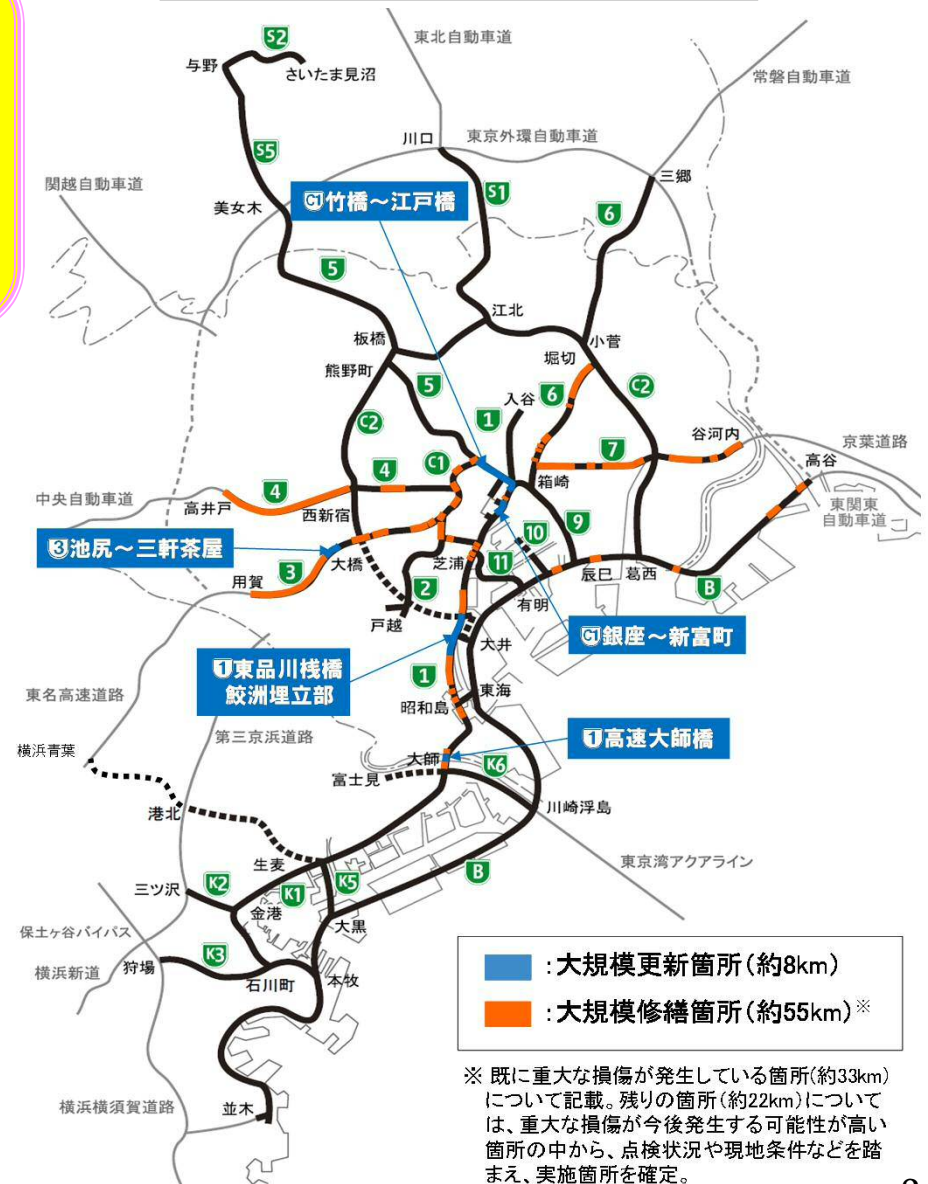 東北自動車道
S2
与野
さいたま見沼
常磐自動車道
川口
東京外環自動車道
S5
三郷
関越自動車道
S1
C1竹橋～江戸橋
6
美女木
5
江北
板橋
小菅
堀切
熊野町
5
6
C2
入谷
1
C2
谷河内
7
京葉道路
C1
高谷
4
箱崎
中央自動車道
4
東関東
自動車道
高井戸
西新宿
10
9
3池尻～三軒茶屋
大橋
芝浦
11
辰巳
葛西
用賀
3
2
有明
B
戸越
C1銀座～新富町
大井
1東品川桟橋
鮫洲埋立部
1
東海
東名高速道路
昭和島
第三京浜道路
1高速大師橋
横浜青葉
大師
K6
富士見
川崎浮島
港北
生麦
東京湾アクアライン
三ツ沢
K2
K1
K5
B
金港
大黒
保土ヶ谷バイパス
K3
狩場
横浜新道
石川町
本牧
：大規模更新箇所（約8km）
：大規模修繕箇所（約55km）※
※ 既に重大な損傷が発生している箇所（約33km）
について記載。残りの箇所（約22km）について
は、重大な損傷が今後発生する可能性が高い
箇所の中から、点検状況や現地条件などを踏
まえ、実施箇所を確定。
横浜横須賀道路
並木